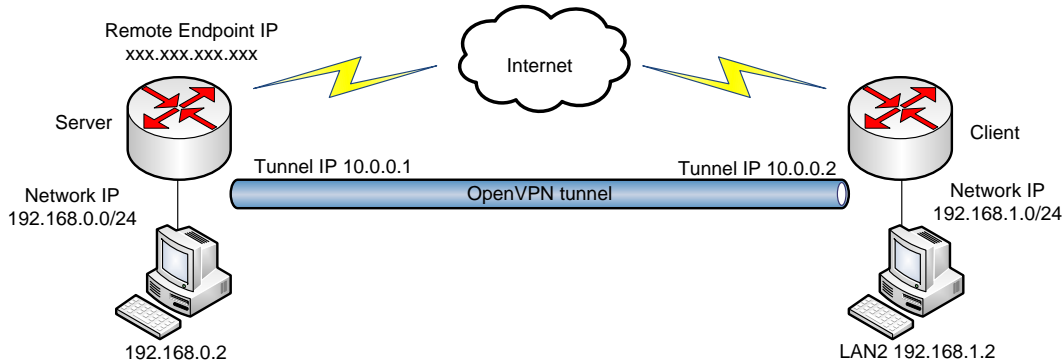 Remote Endpoint IP
xxx.xxx.xxx.xxx
Internet
Server
Client
Tunnel IP 10.0.0.1
Tunnel IP 10.0.0.2
OpenVPN tunnel
Network IP
192.168.0.0/24
Network IP
192.168.1.0/24
192.168.0.2
LAN2 192.168.1.2